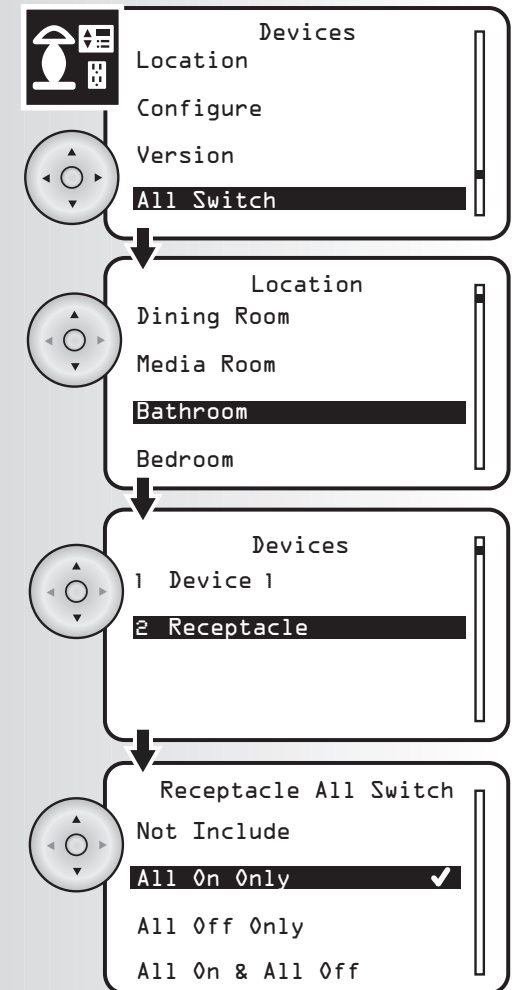 Devices
Location
Configure
Version
All Switch
Location
Dining Room
Media Room
Bathroom
Bedroom
Devices
1 Device 1
2 Receptacle
Receptacle All Switch
Not Include
All On Only
All Off Only
All On & All Off